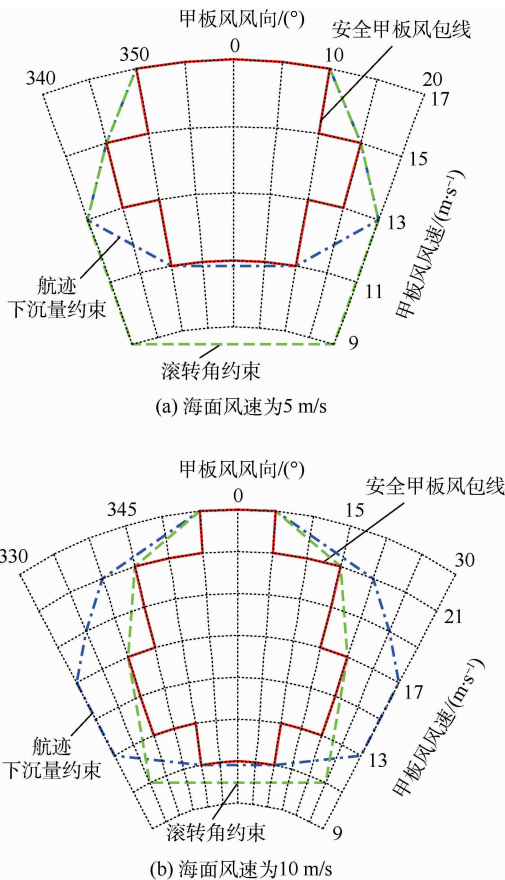 甲板风风向/(°)
0
安全甲板风包线
350
10
340
20
17
15
13
11
9
甲板风风速/(m·s⁻¹)
航迹
下沉量约束
滚转角约束
(a) 海面风速为5 m/s
甲板风风向/(°)
0
安全甲板风包线
345
15
330
30
21
17
13
9
甲板风风速/(m·s⁻¹)
航迹
下沉量约束
滚转角约束
(b) 海面风速为10 m/s